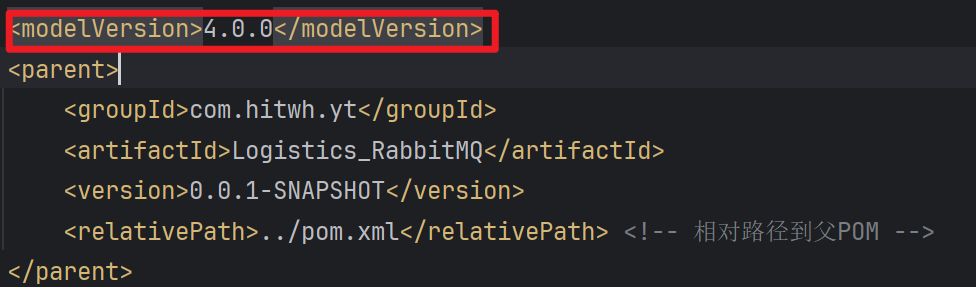 <modelVersion>4.0.0</modelVersion>
<parent>
<groupId>com.hitwh.yt</groupId>
<artifactId>Logistics_RabbitMQ</artifactId>
<version>0.0.1-SNAPSHOT</version>
<relativePath>../pom.xml</relativePath> <!-- 相对路径到父POM -->
</parent>